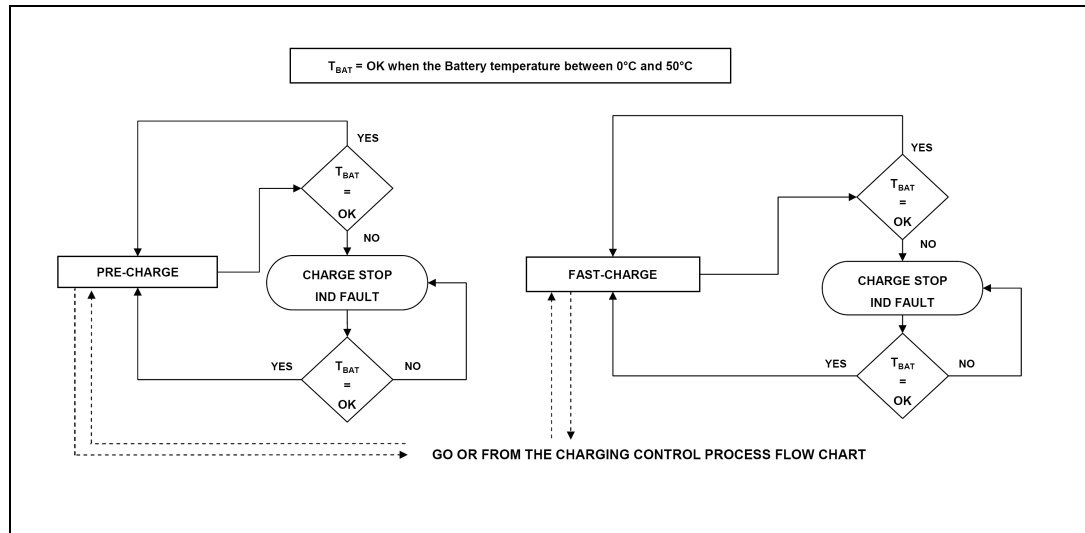 T_BAT = OK when the Battery temperature between 0°C and 50°C
YES
T_BAT
=
OK
NO
PRE-CHARGE
CHARGE STOP
IND FAULT
YES
T_BAT
=
OK
NO
YES
T_BAT
=
OK
NO
FAST-CHARGE
CHARGE STOP
IND FAULT
YES
T_BAT
=
OK
NO
GO OR FROM THE CHARGING CONTROL PROCESS FLOW CHART